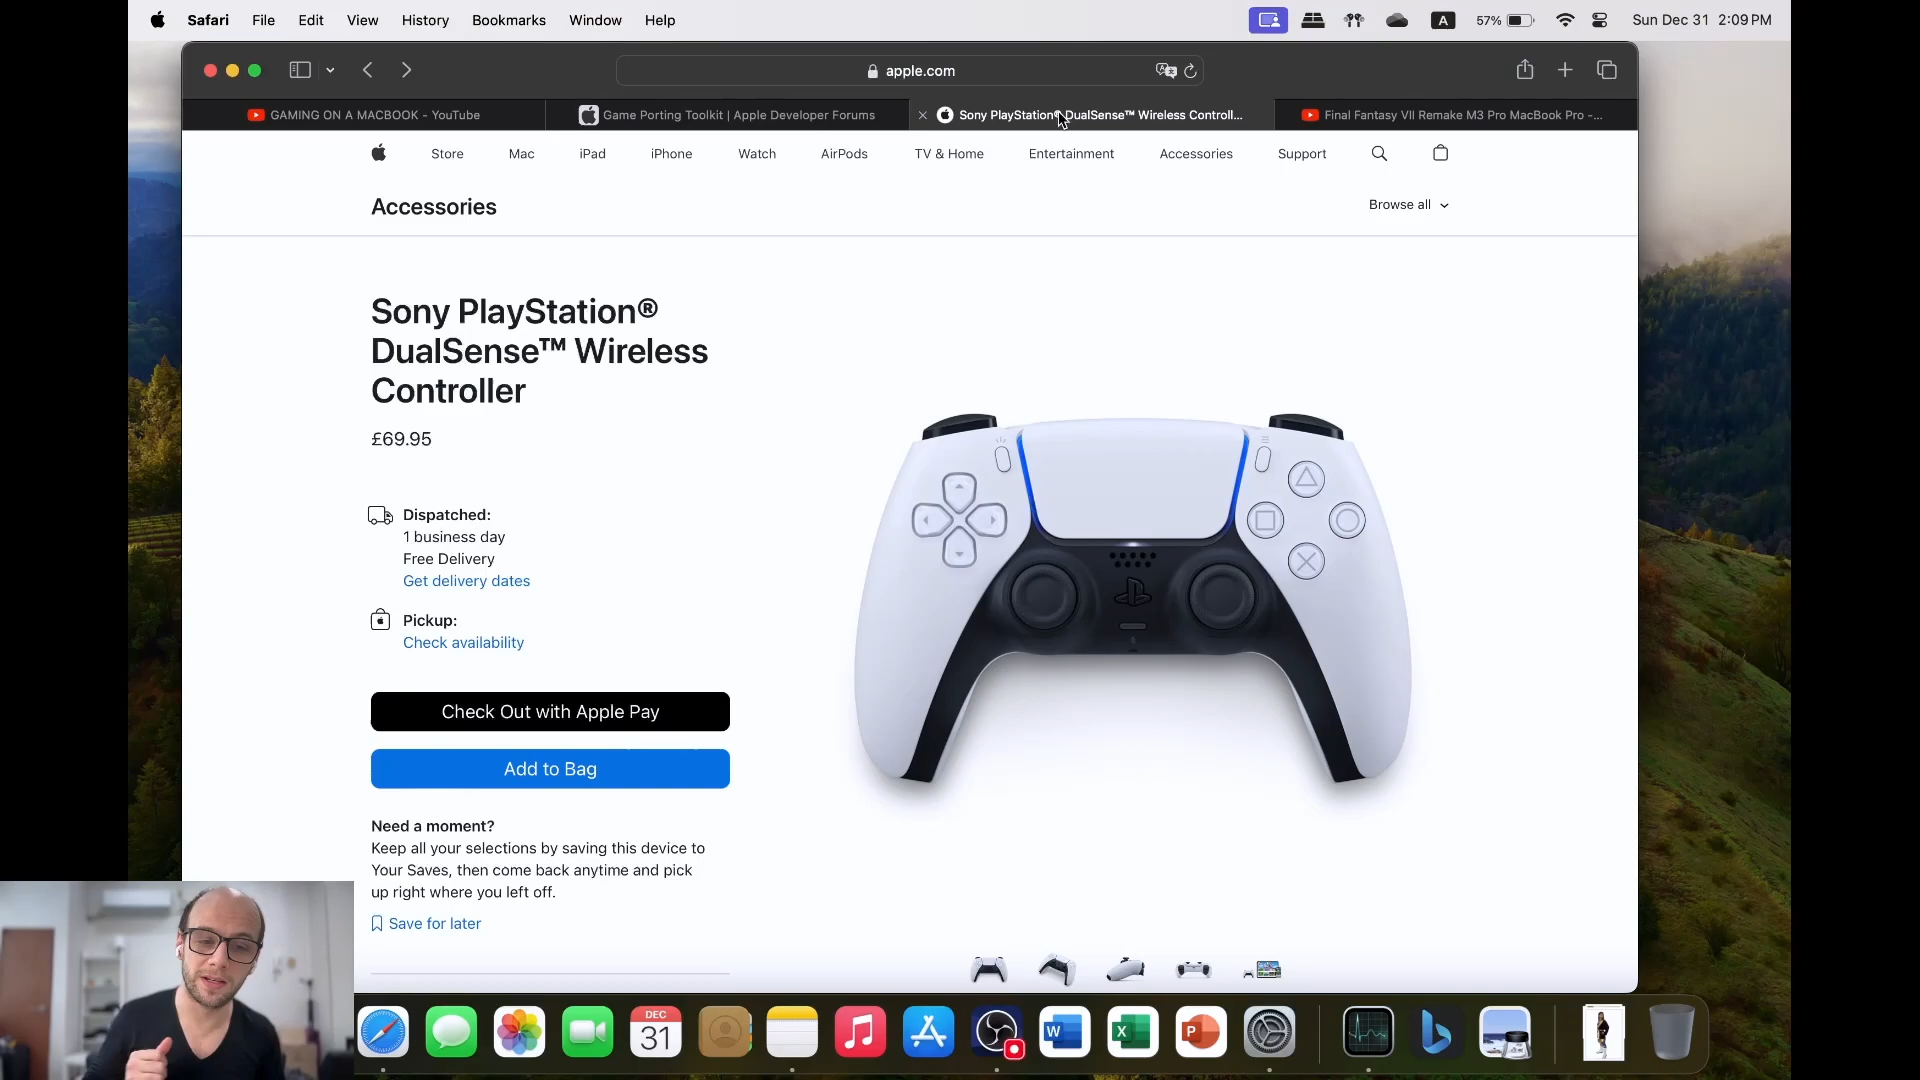 Safari File Edit View History Bookmarks Window Help A 57% Sun Dec 31 2:09 PM
apple.com
GAMING ON A MACBOOK - YouTube
Game Porting Toolkit | Apple Developer Forums
Sony PlayStation® DualSense™ Wireless Controll...
Final Fantasy VII Remake M3 Pro MacBook Pro -...
Store Mac iPad iPhone Watch AirPods TV & Home Entertainment Accessories Support
Accessories
Browse all
Sony PlayStation®
DualSense™ Wireless
Controller
£69.95
Dispatched:
1 business day
Free Delivery
Get delivery dates
Pickup:
Check availability
Check Out with Apple Pay
Add to Bag
Need a moment?
Keep all your selections by saving this device to
Your Saves, then come back anytime and pick
up right where you left off.
Save for later
DEC
31
W
X
P